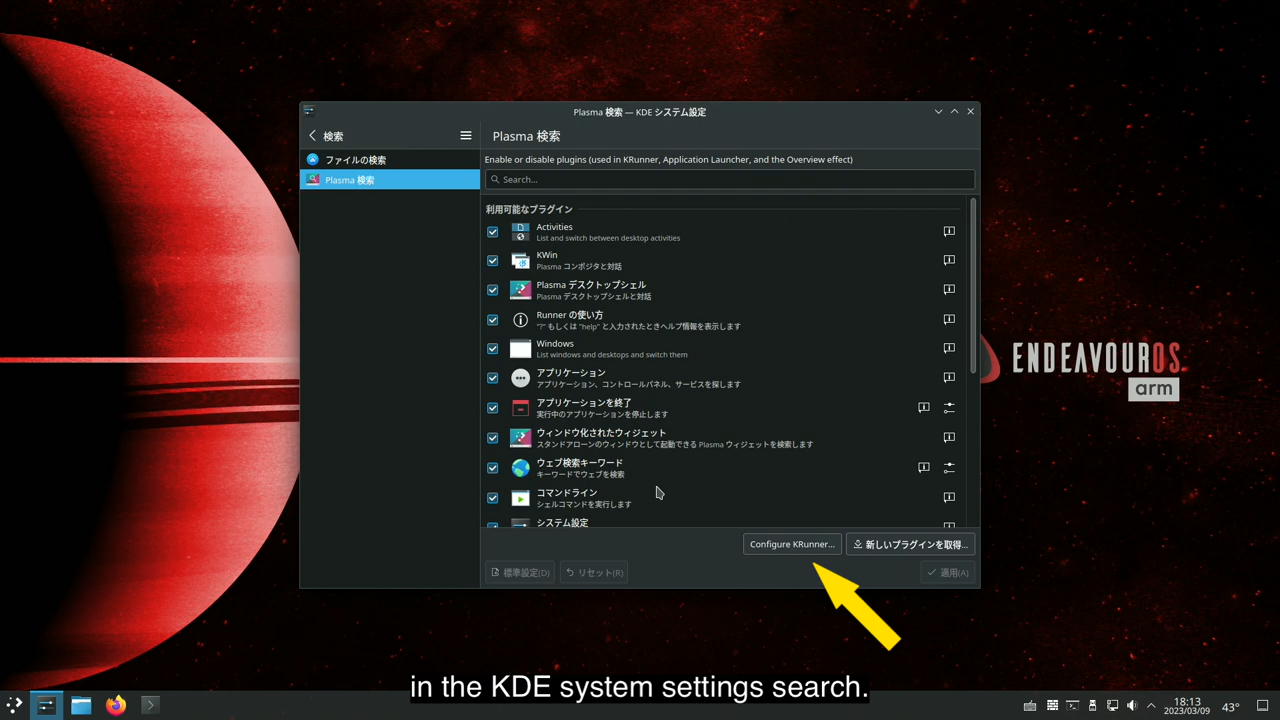 Plasma 検索 — KDE システム設定
検索
Plasma 検索
ファイルの検索
Plasma 検索
Enable or disable plugins (used in KRunner, Application Launcher, and the Overview effect)
Search...
利用可能なプラグイン
Activities
List and switch between desktop activities
KWin
Plasma コンポジタと対話
Plasma デスクトップシェル
Plasma デスクトップシェルと対話
Runner の使い方
"?" もしくは "help" と入力されたときヘルプ情報を表示します
Windows
List windows and desktops and switch them
アプリケーション
アプリケーション、コントロールパネル、サービスを探します
アプリケーションを終了
実行中のアプリケーションを停止します
ウィンドウ化されたウィジェット
スタンドアローンのウィンドウとして起動できる Plasma ウィジェットを検索します
ウェブ検索キーワード
キーワードでウェブを検索
コマンドライン
シェルコマンドを実行します
システム設定
Configure KRunner...
新しいプラグインを取得...
標準設定(D)
リセット(R)
適用(A)
ENDEAVOUROS
arm
in the KDE system settings search.
18:13
2023/03/09
43°